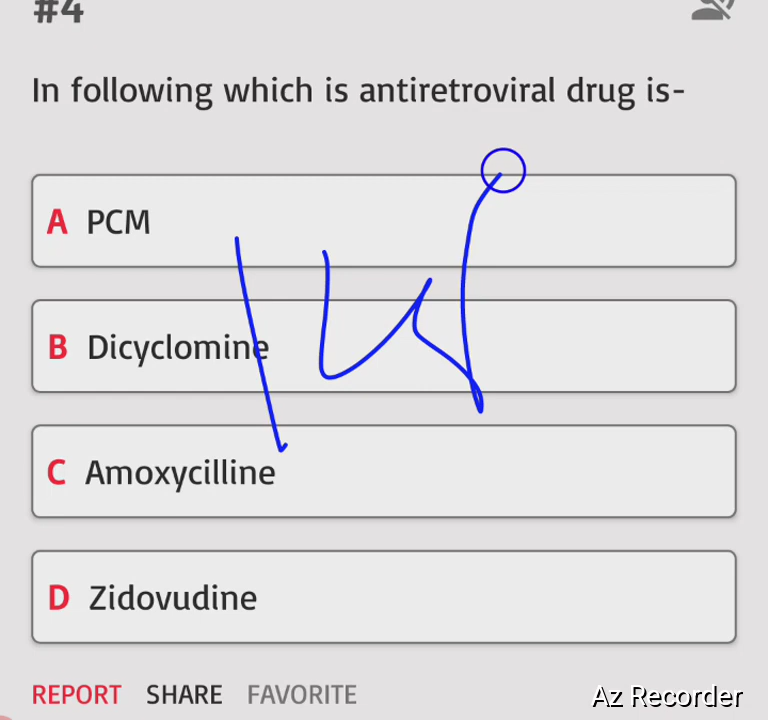 #4
In following which is antiretroviral drug is-
A PCM
B Dicyclomine
C Amoxycilline
D Zidovudine
REPORT SHARE FAVORITE
Az Recorder